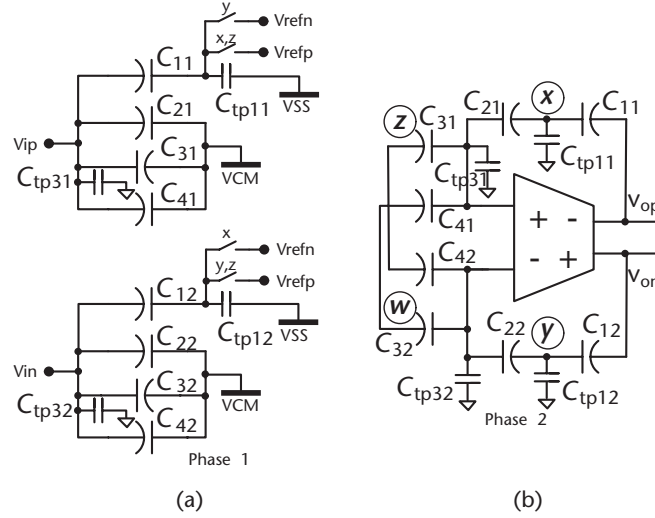 y
Vrefn
x,z
Vrefp
C11
Ctp11
VSS
C21
Vip
C31
Ctp31
VCM
C41
x
Vrefn
y,z
Vrefp
C12
Ctp12
VSS
C22
Vin
C32
Ctp32
VCM
C42
Phase 1
(a)
C21
x
C11
z
C31
Ctp31
Ctp11
C41
+ -
vop
C42
- +
von
w
C32
C22
y
C12
Ctp32
Ctp12
Phase 2
(b)